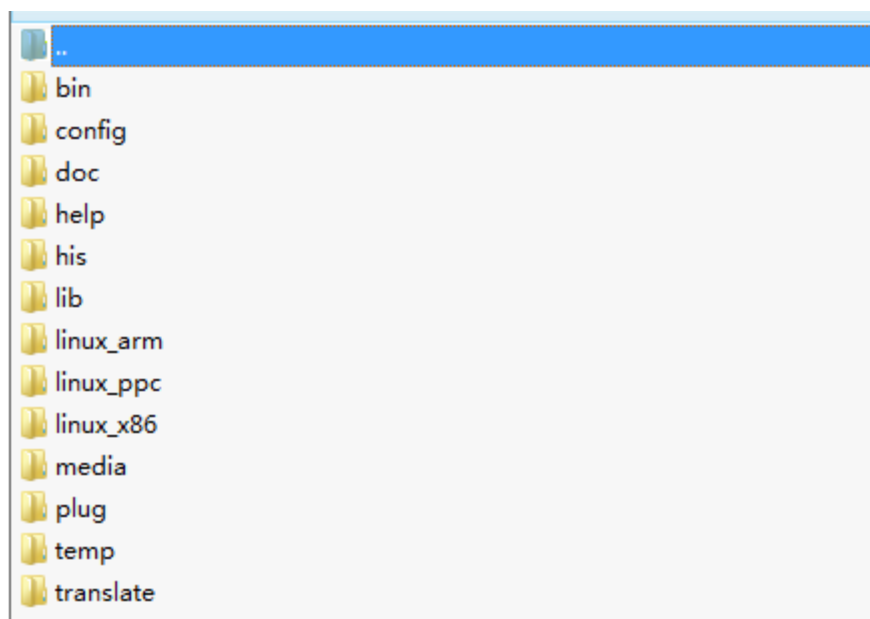 ..
bin
config
doc
help
his
lib
linux_arm
linux_ppc
linux_x86
media
plug
temp
translate